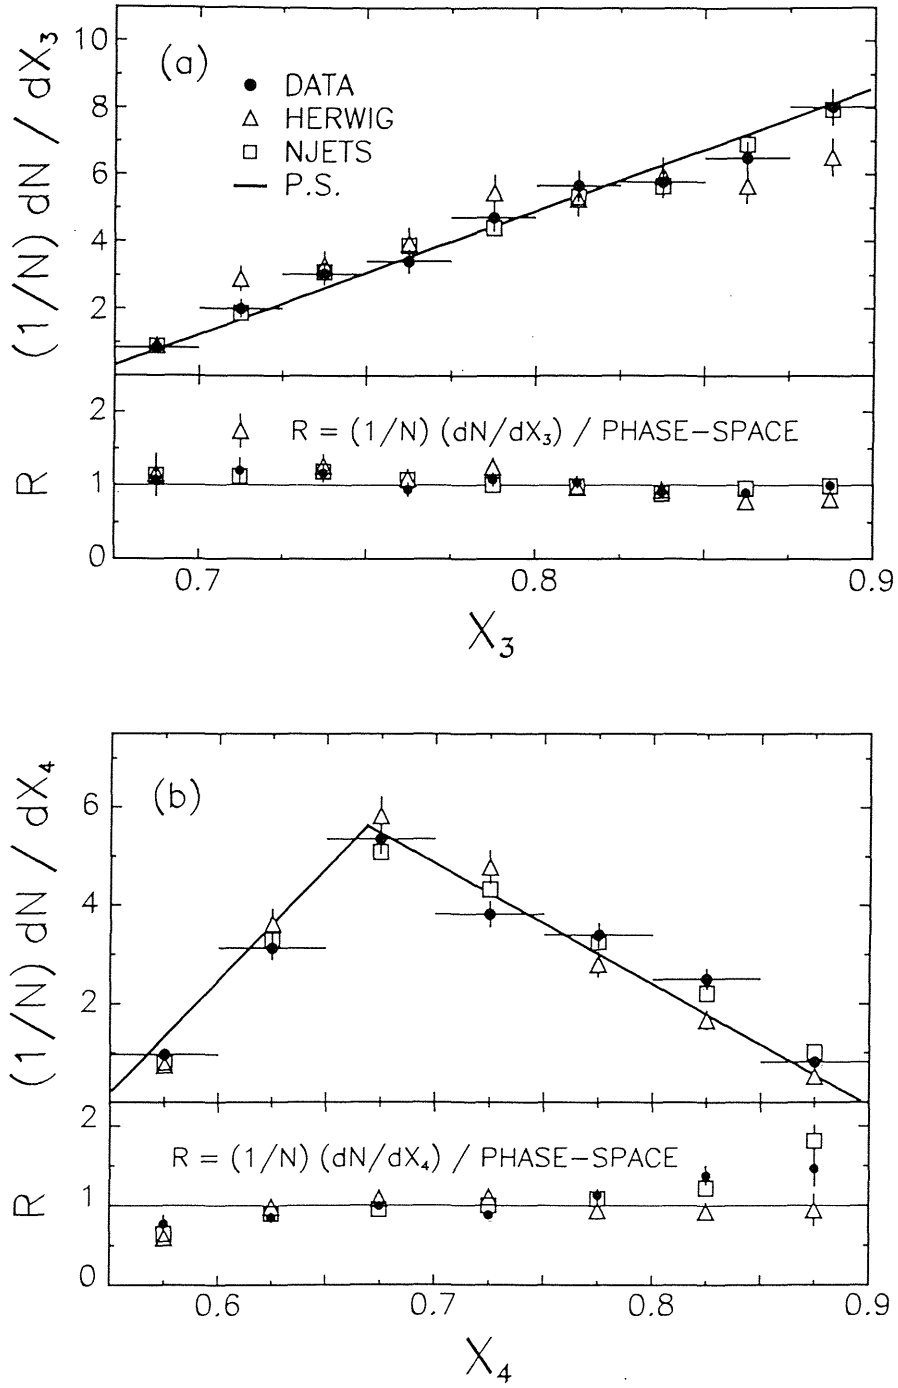 (1/N) dN / dX₃
10
8
6
4
2
(a)
DATA
HERWIG
NJETS
P.S.
R
2
1
0
R = (1/N) (dN/dX₃) / PHASE-SPACE
0.7
0.8
0.9
X₃
(1/N) dN / dX₄
6
4
2
(b)
R
2
1
0
R = (1/N) (dN/dX₄) / PHASE-SPACE
0.6
0.7
0.8
0.9
X₄